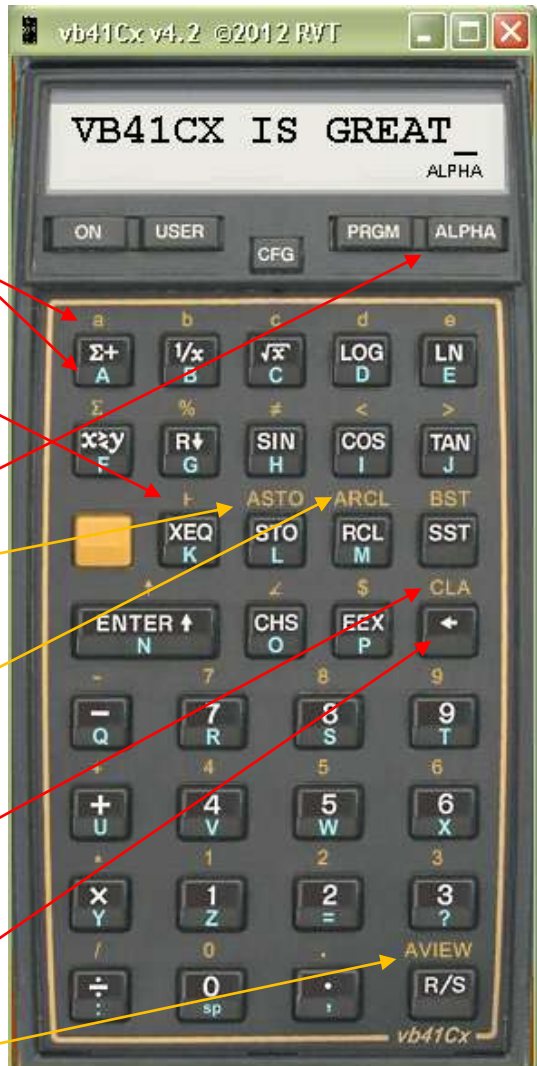 vb41Cx v4.2 ©2012 RVT
VB41CX IS GREAT_
ALPHA
ON USER CFG PRGM ALPHA
a b c d e
Σ+ 1/x √x LOG LN
A B C D E
Σ % ≠ < >
x≷y R↓ SIN COS TAN
F G H I J
⊢ ASTO ARCL BST
XEQ STO RCL SST
K L M
↑ ∠ $ CLA
ENTER↑ CHS EEX ←
N O P
- 7 8 9
− 7 8 9
Q R S T
+ 4 5 6
+ 4 5 6
U V W X
* 1 2 3
× 1 2 3
Y Z = ?
/ 0 . AVIEW
÷ 0 . R/S
: sp ,
vb41Cx